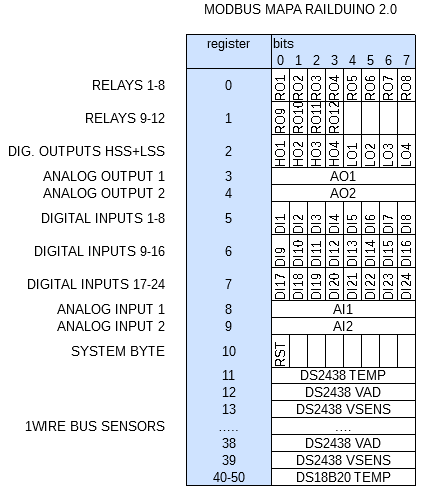 MODBUS MAPA RAILDUINO 2.0
register bits
0 1 2 3 4 5 6 7
RELAYS 1-8 0 RO1 RO2 RO3 RO4 RO5 RO6 RO7 RO8
RELAYS 9-12 1 RO9 RO10 RO11 RO12
DIG. OUTPUTS HSS+LSS 2 HO1 HO2 HO3 HO4 LO1 LO2 LO3 LO4
ANALOG OUTPUT 1 3 AO1
ANALOG OUTPUT 2 4 AO2
DIGITAL INPUTS 1-8 5 DI1 DI2 DI3 DI4 DI5 DI6 DI7 DI8
DIGITAL INPUTS 9-16 6 DI9 DI10 DI11 DI12 DI13 DI14 DI15 DI16
DIGITAL INPUTS 17-24 7 DI17 DI18 DI19 DI20 DI21 DI22 DI23 DI24
ANALOG INPUT 1 8 AI1
ANALOG INPUT 2 9 AI2
SYSTEM BYTE 10 RST
11 DS2438 TEMP
12 DS2438 VAD
13 DS2438 VSENS
1WIRE BUS SENSORS ..... ....
38 DS2438 VAD
39 DS2438 VSENS
40-50 DS18B20 TEMP